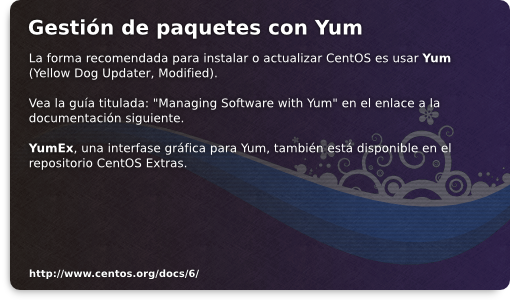 Gestión de paquetes con Yum
La forma recomendada para instalar o actualizar CentOS es usar Yum
(Yellow Dog Updater, Modified).
Vea la guía titulada: "Managing Software with Yum" en el enlace a la
documentación siguiente.
YumEx, una interfase gráfica para Yum, también está disponible en el
repositorio CentOS Extras.
http://www.centos.org/docs/6/